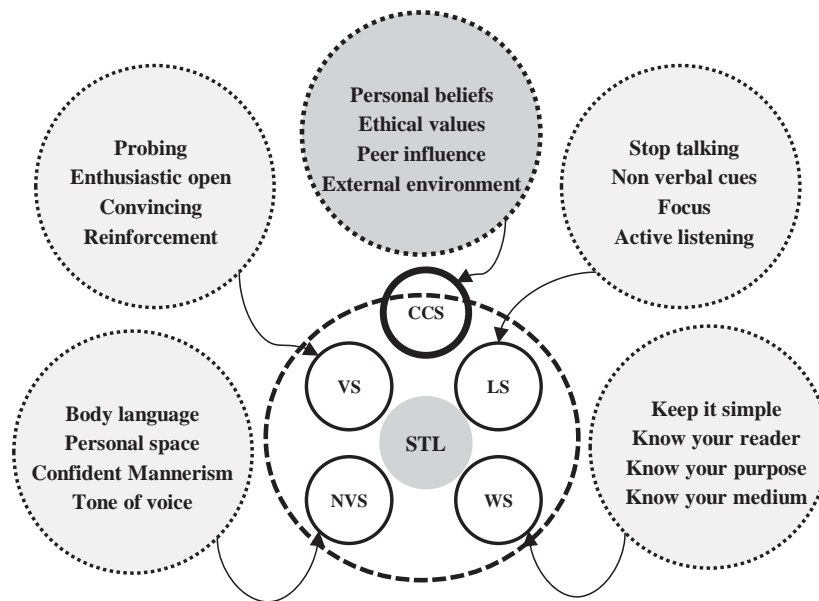 Personal beliefs
Ethical values
Peer influence
External environment
Probing
Enthusiastic open
Convincing
Reinforcement
Stop talking
Non verbal cues
Focus
Active listening
CCS
VS
LS
STL
NVS
WS
Body language
Personal space
Confident Mannerism
Tone of voice
Keep it simple
Know your reader
Know your purpose
Know your medium